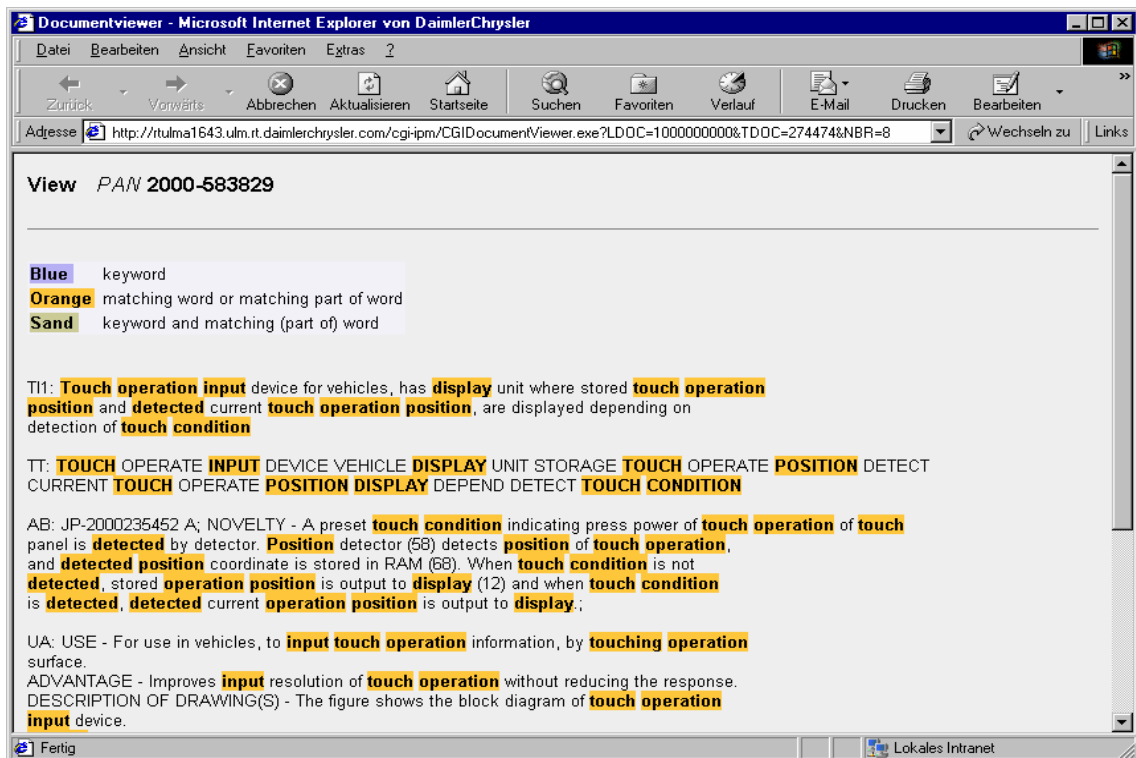 Documentviewer - Microsoft Internet Explorer von DaimlerChrysler
Datei Bearbeiten Ansicht Favoriten Extras ?
Zurück Vorwärts Abbrechen Aktualisieren Startseite Suchen Favoriten Verlauf E-Mail Drucken Bearbeiten »
Adresse http://rtulma1643.ulm.rt.daimlerchrysler.com/cgi-ipm/CGIDocumentViewer.exe?LDOC=1000000000&TDOC=274474&NBR=8 Wechseln zu Links
View PAN 2000-583829
Blue keyword
Orange matching word or matching part of word
Sand keyword and matching (part of) word
TI1: Touch operation input device for vehicles, has display unit where stored touch operation
position and detected current touch operation position, are displayed depending on
detection of touch condition
TT: TOUCH OPERATE INPUT DEVICE VEHICLE DISPLAY UNIT STORAGE TOUCH OPERATE POSITION DETECT
CURRENT TOUCH OPERATE POSITION DISPLAY DEPEND DETECT TOUCH CONDITION
AB: JP-2000235452 A; NOVELTY - A preset touch condition indicating press power of touch operation of touch
panel is detected by detector. Position detector (58) detects position of touch operation,
and detected position coordinate is stored in RAM (68). When touch condition is not
detected, stored operation position is output to display (12) and when touch condition
is detected, detected current operation position is output to display.;
UA: USE - For use in vehicles, to input touch operation information, by touching operation
surface.
ADVANTAGE - Improves input resolution of touch operation without reducing the response.
DESCRIPTION OF DRAWING(S) - The figure shows the block diagram of touch operation
input device.
Fertig Lokales Intranet